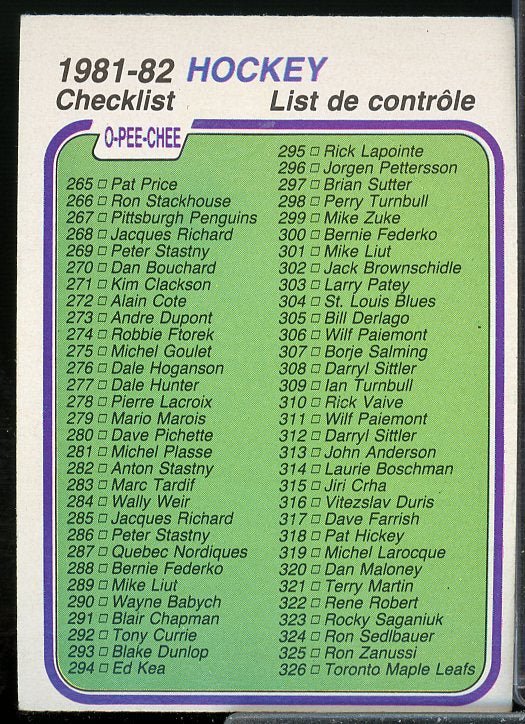 1981-82 HOCKEY
Checklist List de contrôle
O-PEE-CHEE
265 □ Pat Price
266 □ Ron Stackhouse
267 □ Pittsburgh Penguins
268 □ Jacques Richard
269 □ Peter Stastny
270 □ Dan Bouchard
271 □ Kim Clackson
272 □ Alain Cote
273 □ Andre Dupont
274 □ Robbie Ftorek
275 □ Michel Goulet
276 □ Dale Hoganson
277 □ Dale Hunter
278 □ Pierre Lacroix
279 □ Mario Marois
280 □ Dave Pichette
281 □ Michel Plasse
282 □ Anton Stastny
283 □ Marc Tardif
284 □ Wally Weir
285 □ Jacques Richard
286 □ Peter Stastny
287 □ Quebec Nordiques
288 □ Bernie Federko
289 □ Mike Liut
290 □ Wayne Babych
291 □ Blair Chapman
292 □ Tony Currie
293 □ Blake Dunlop
294 □ Ed Kea
295 □ Rick Lapointe
296 □ Jorgen Pettersson
297 □ Brian Sutter
298 □ Perry Turnbull
299 □ Mike Zuke
300 □ Bernie Federko
301 □ Mike Liut
302 □ Jack Brownschidle
303 □ Larry Patey
304 □ St. Louis Blues
305 □ Bill Derlago
306 □ Wilf Paiemont
307 □ Borje Salming
308 □ Darryl Sittler
309 □ Ian Turnbull
310 □ Rick Vaive
311 □ Wilf Paiemont
312 □ Darryl Sittler
313 □ John Anderson
314 □ Laurie Boschman
315 □ Jiri Crha
316 □ Vitezslav Duris
317 □ Dave Farrish
318 □ Pat Hickey
319 □ Michel Larocque
320 □ Dan Maloney
321 □ Terry Martin
322 □ Rene Robert
323 □ Rocky Saganiuk
324 □ Ron Sedlbauer
325 □ Ron Zanussi
326 □ Toronto Maple Leafs